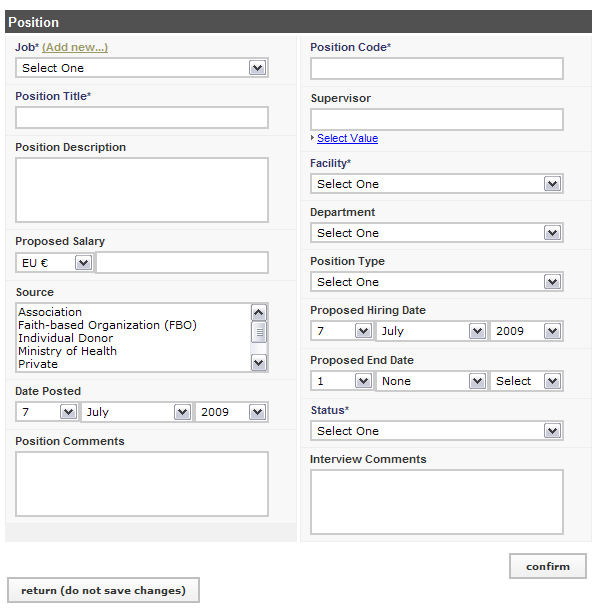 Position
Job* (Add new...)
Select One
Position Title*
Position Description
Proposed Salary
EU €
Source
Association
Faith-based Organization (FBO)
Individual Donor
Ministry of Health
Private
Date Posted
7 July 2009
Position Comments
Position Code*
Supervisor
Select Value
Facility*
Select One
Department
Select One
Position Type
Select One
Proposed Hiring Date
7 July 2009
Proposed End Date
1 None Select
Status*
Select One
Interview Comments
confirm
return (do not save changes)